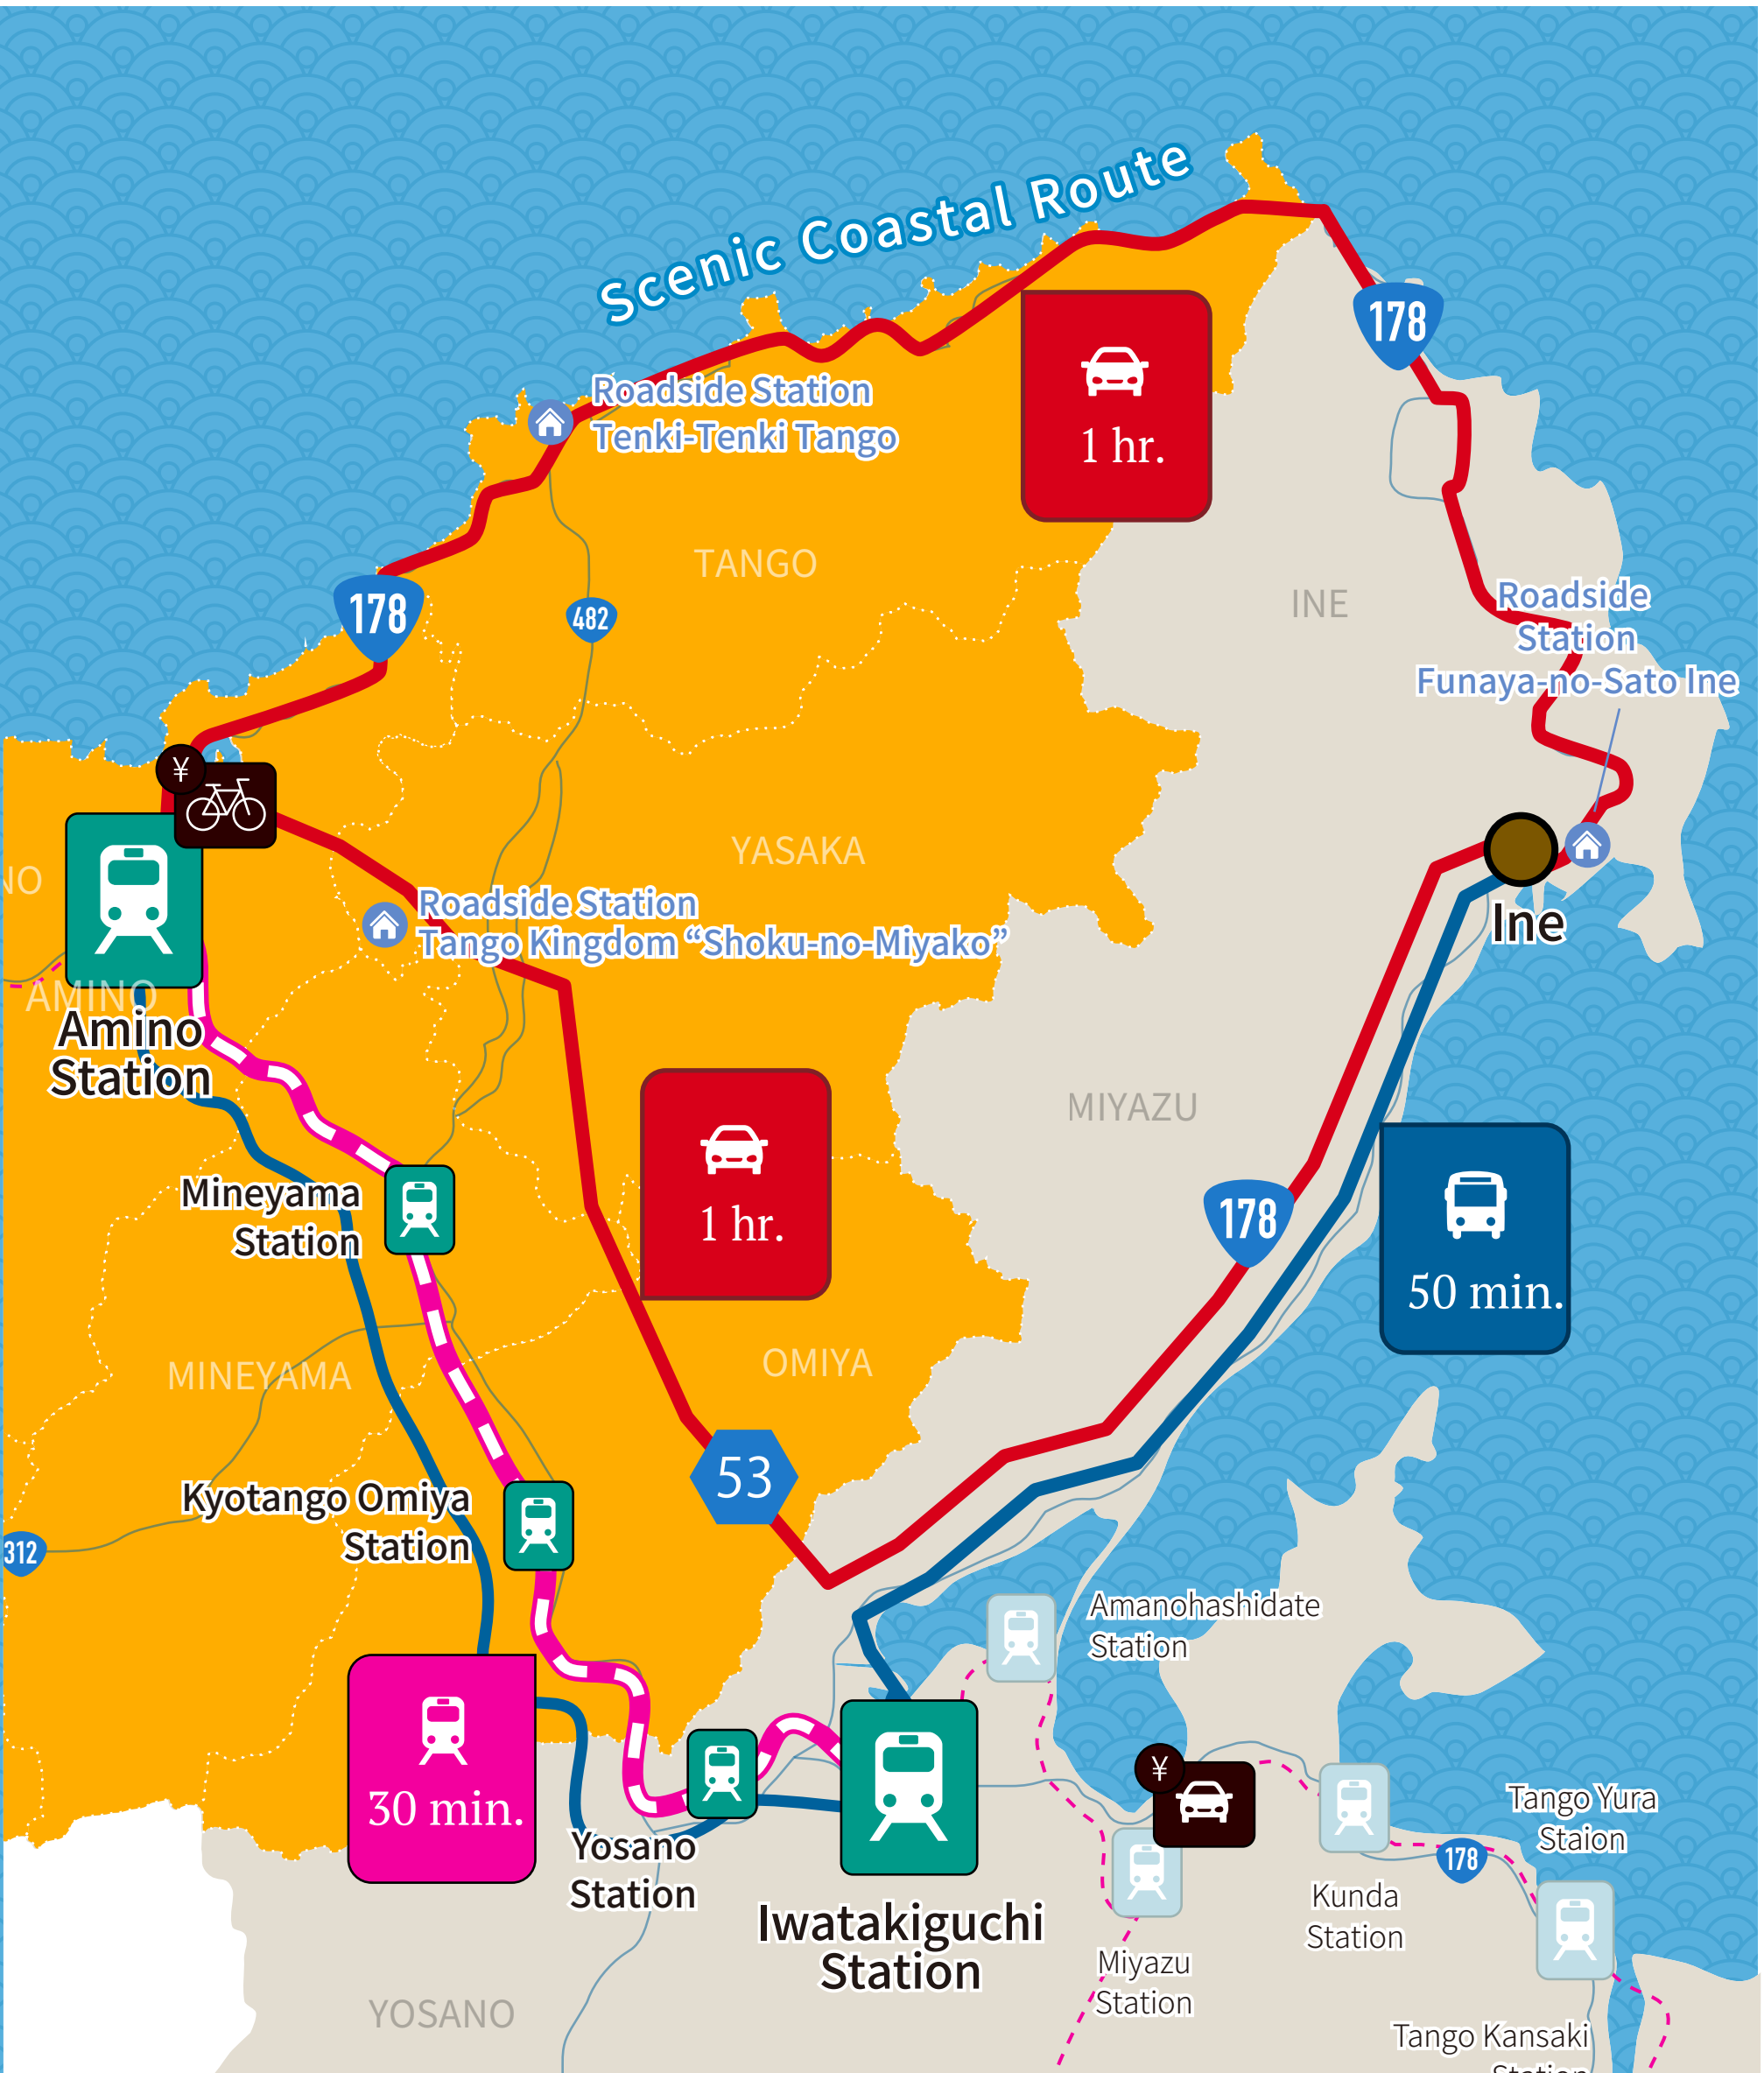 Scenic Coastal Route
178
Roadside Station
Tenki-Tenki Tango
1 hr.
TANGO
INE
178
482
Roadside
Station
Funaya-no-Sato Ine
¥
YASAKA
NO
Roadside Station
Tango Kingdom “Shoku-no-Miyako”
Ine
AMINO
Amino
Station
MIYAZU
Mineyama
Station
1 hr.
178
50 min.
MINEYAMA
OMIYA
53
Kyotango Omiya
Station
312
Amanohashidate
Station
30 min.
¥
Yosano
Station
Tango Yura
Staion
178
Kunda
Station
Iwatakiguchi
Station
Miyazu
Station
YOSANO
Tango Kansaki
Station